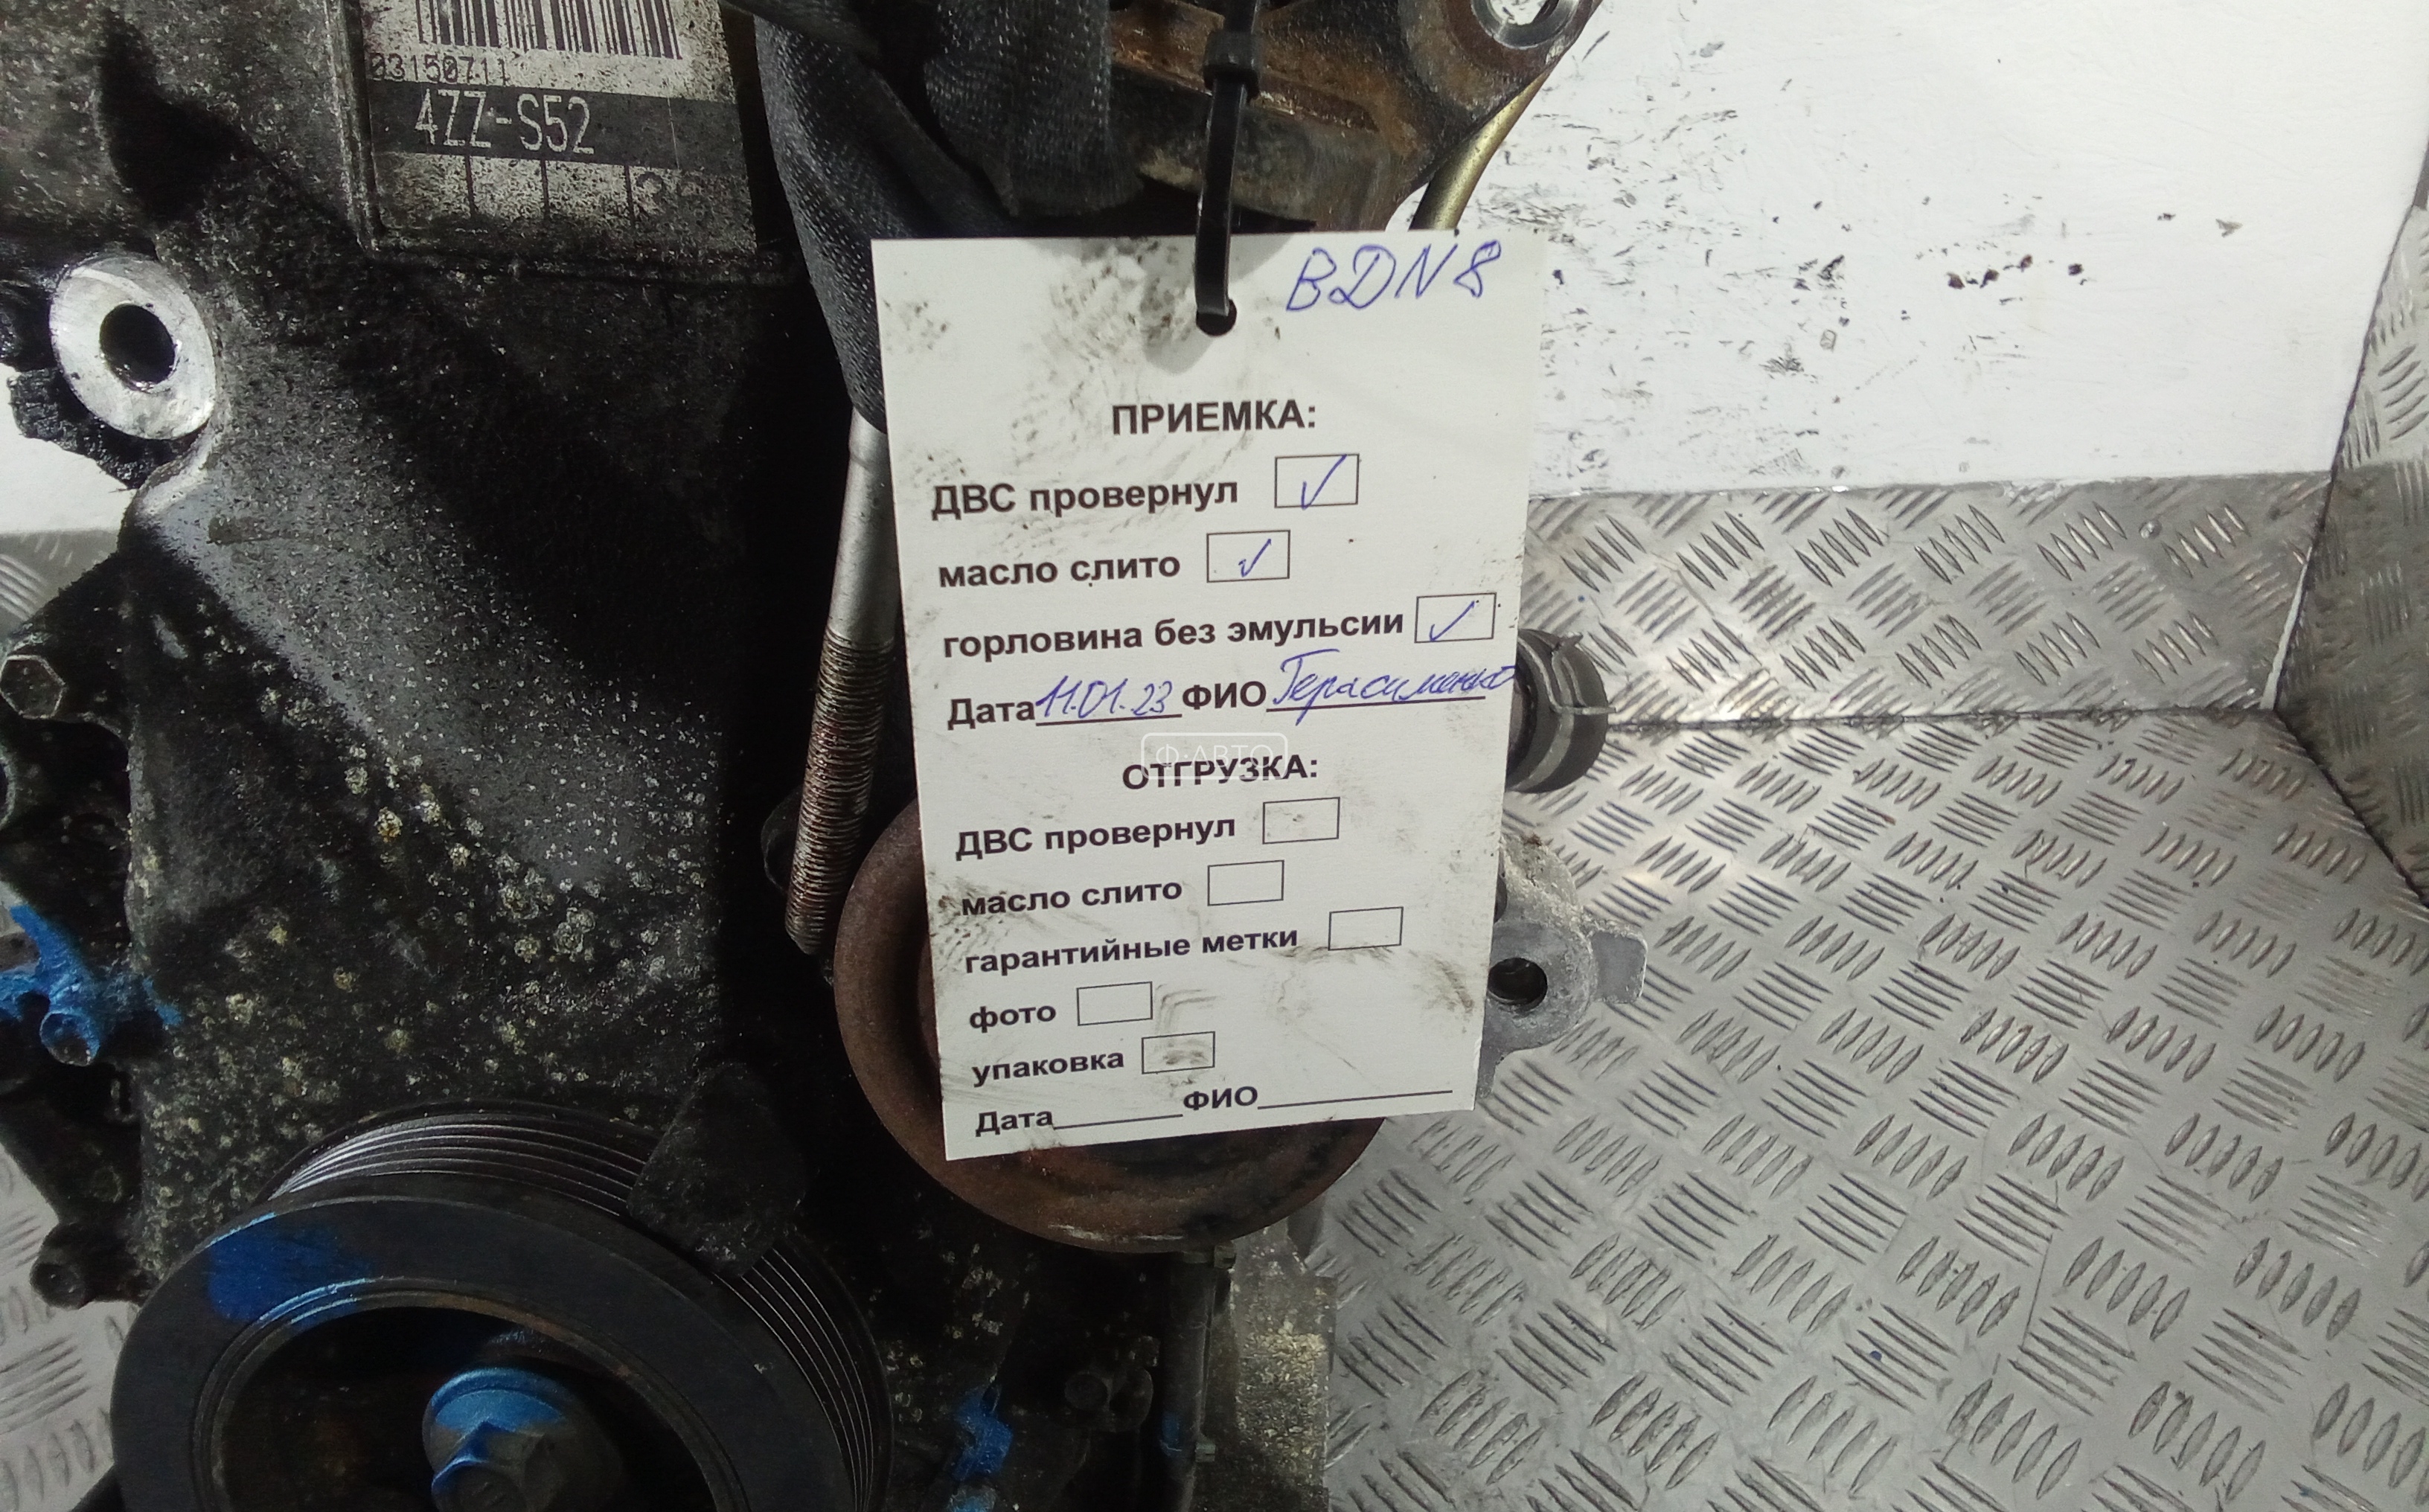 03150711
4ZZ-S52
BDN8
ПРИЕМКА:
ДВС провернул
масло слито
горловина без эмульсии
Дата 11.01.23 ФИО Герасименко
Ф-АВТО
ОТГРУЗКА:
ДВС провернул
масло слито
гарантийные метки
фото
упаковка
Дата ФИО